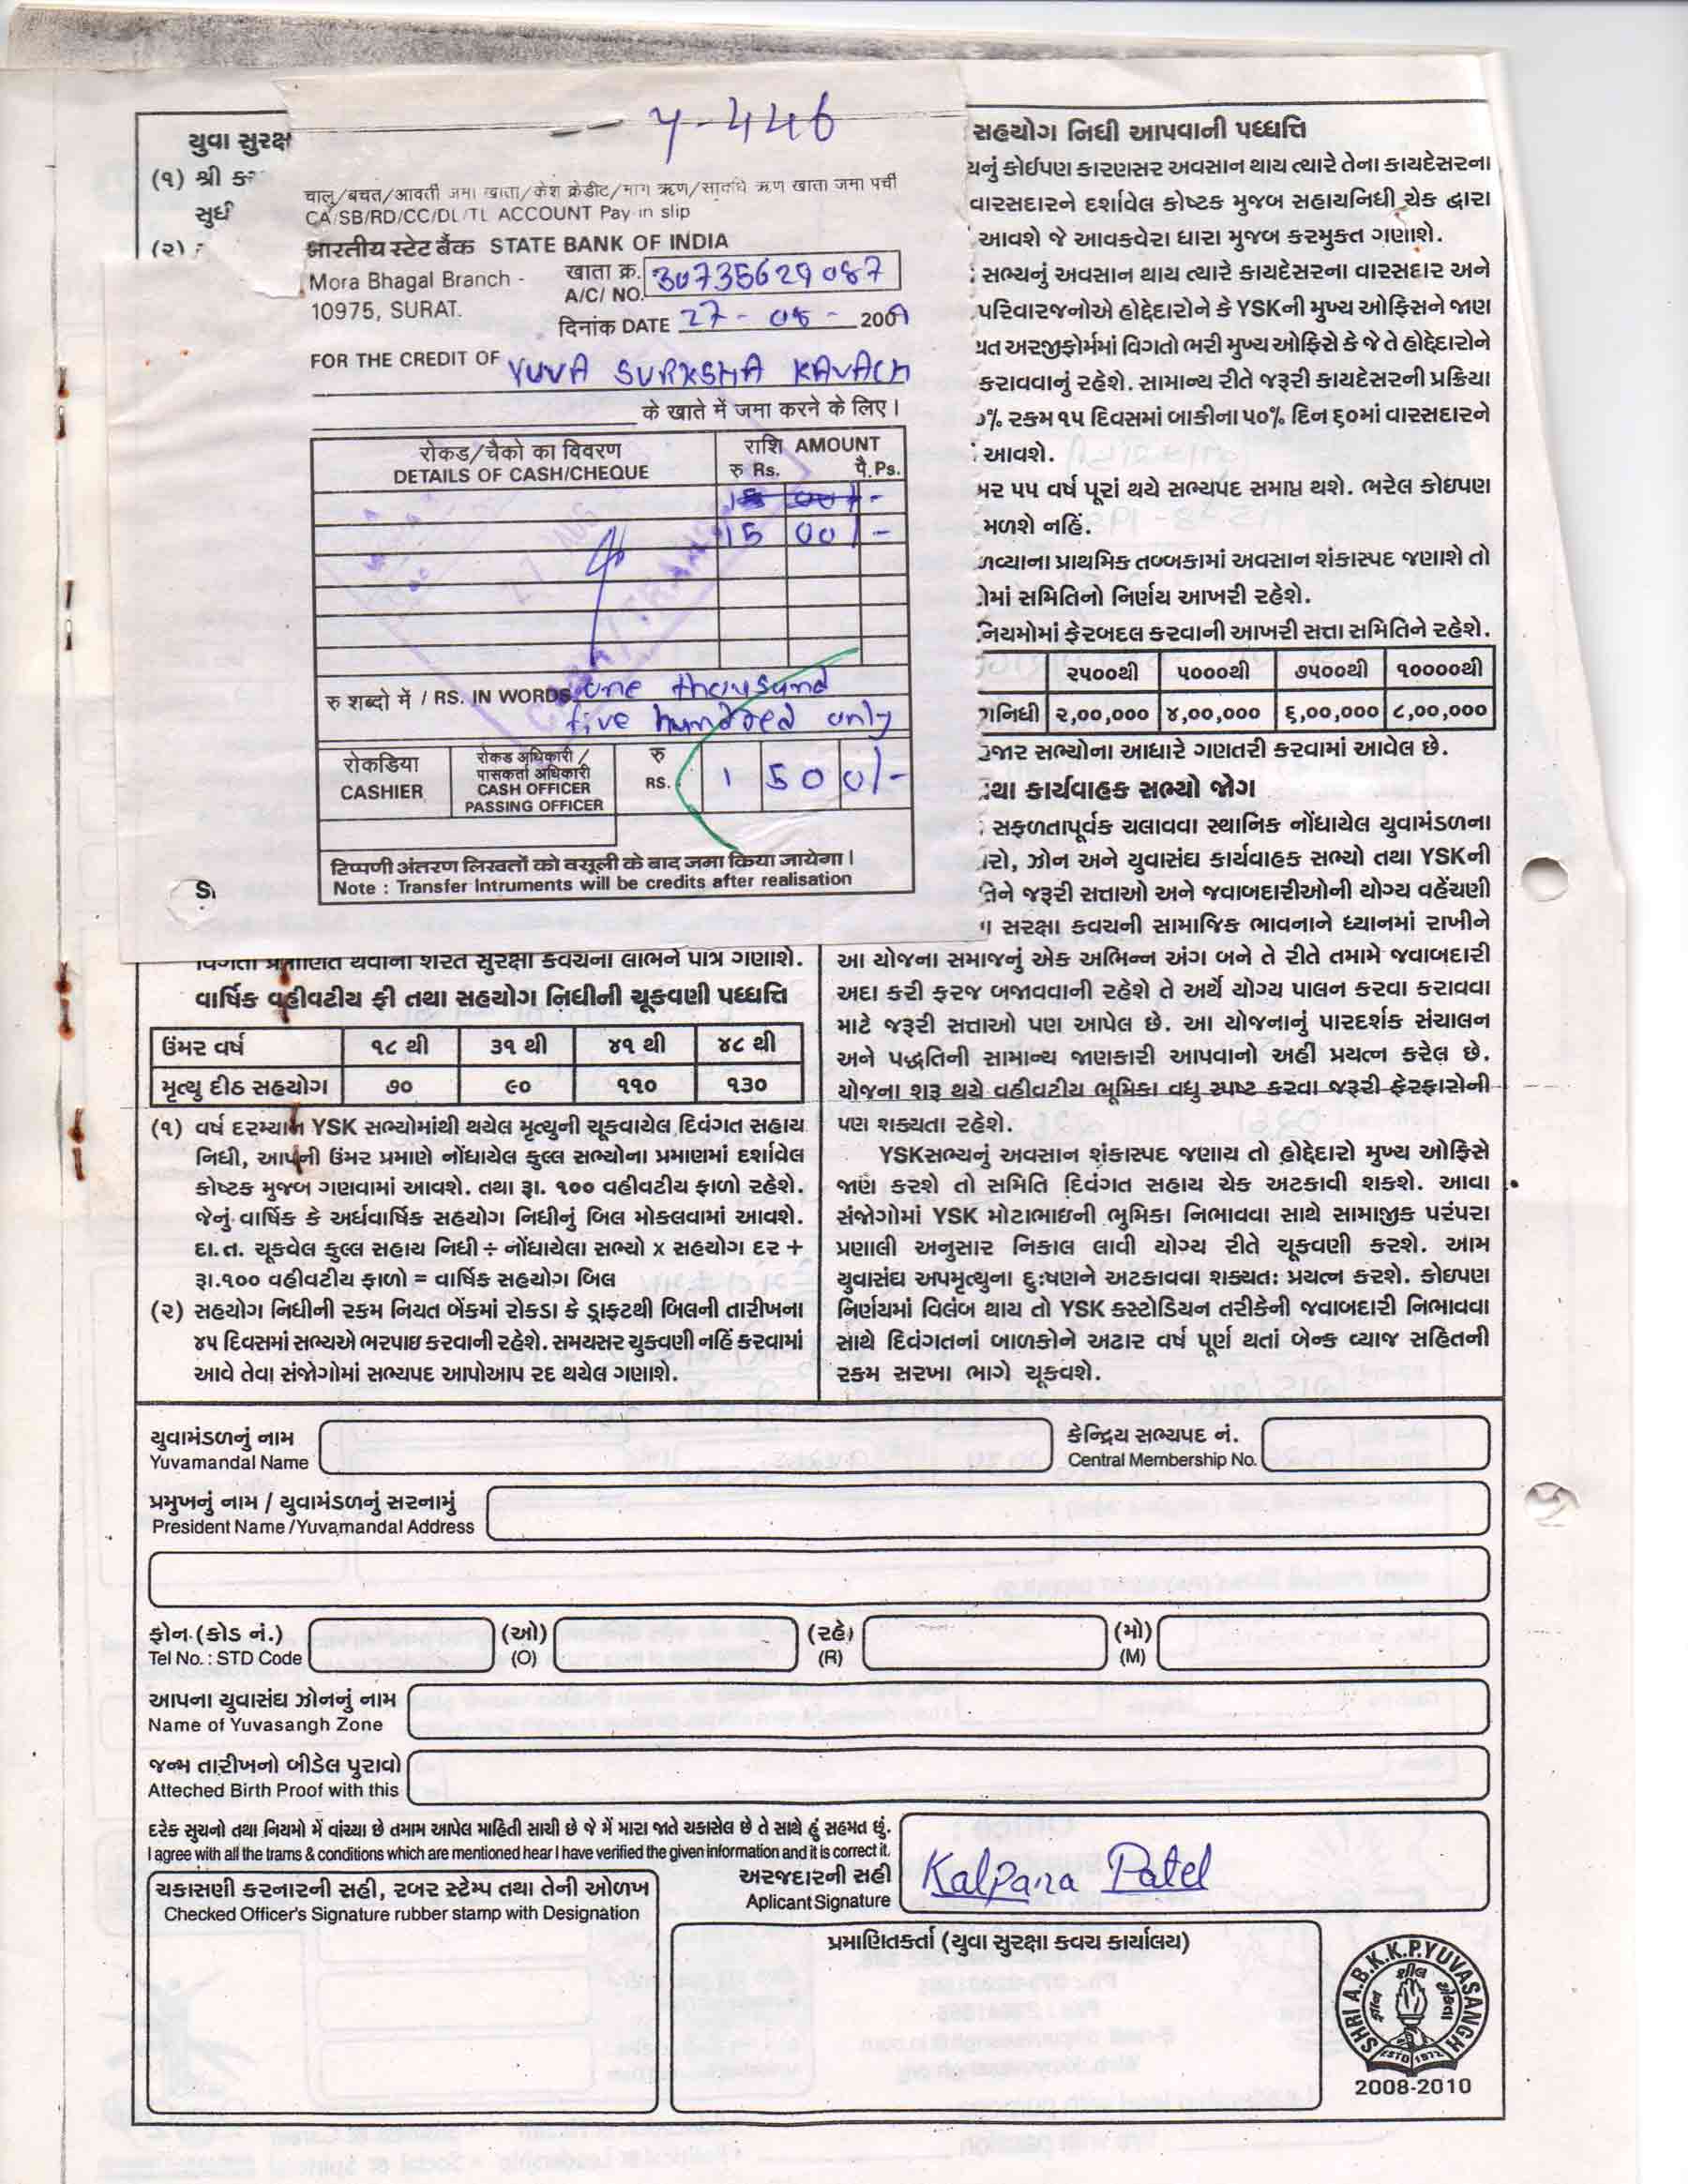 Y-446
चालु/बचत/आवर्ती जमा खाता/केश क्रेडीट/मांग ऋण/सावधि ऋण खाता जमा पर्ची
CA/SB/RD/CC/DL/TL ACCOUNT Pay in slip
भारतीय स्टेट बैंक STATE BANK OF INDIA
Mora Bhagal Branch -
10975, SURAT.
खाता क्र.
A/C/ NO. 30735629087
दिनांक DATE 27-08-2009
FOR THE CREDIT OF YUVA SURKSHA KAVACH
के खाते में जमा करने के लिए।
रोकड/चैको का विवरण राशि AMOUNT
DETAILS OF CASH/CHEQUE रु Rs. पै.Ps.
1500/-
रु शब्दो में / RS. IN WORDS one thousand
five hundred only
रोकडिया
CASHIER
रोकड अधिकारी /
पासकर्ता अधिकारी
CASH OFFICER
PASSING OFFICER
रु
RS. 1500/-
टिप्पणी अंतरण लिखतों को वसूली के बाद जमा किया जायेगा।
Note : Transfer Intruments will be credits after realisation
યુવા સુરક્ષ
(૧) શ્રી
સુધી
(૨)
વાર્ષિક વહીવટીય ફી તથા સહયોગ નિધીની ચૂકવણી પધ્ધતિ
ઉંમર વર્ષ ૧૮ થી ૩૧ થી ૪૧ થી ૪૮ થી
મૃત્યુ દીઠ સહયોગ ૭૦ ૯૦ ૧૧૦ ૧૩૦
(૧) વર્ષ દરમ્યાન YSK સભ્યોમાંથી થયેલ મૃત્યુની ચૂકવાયેલ દિવંગત સહાય
નિધી, આપની ઉંમર પ્રમાણે નોંધાયેલ કુલ્લ સભ્યોના પ્રમાણમાં દર્શાવેલ
કોષ્ટક મુજબ ગણવામાં આવશે. તથા રૂા. ૧૦૦ વહીવટીય ફાળો રહેશે.
જેનું વાર્ષિક કે અર્ધવાર્ષિક સહયોગ નિધીનું બિલ મોકલવામાં આવશે.
દા.ત. ચૂકવેલ કુલ્લ સહાય નિધી ÷ નોંધાયેલા સભ્યો x સહયોગ દર +
રૂા.૧૦૦ વહીવટીય ફાળો = વાર્ષિક સહયોગ બિલ
(૨) સહયોગ નિધીની રકમ નિયત બેંકમાં રોકડા કે ડ્રાફટથી બિલની તારીખના
૪૫ દિવસમાં સભ્યએ ભરપાઇ કરવાની રહેશે. સમયસર ચુકવણી નહિં કરવામાં
આવે તેવા સંજોગોમાં સભ્યપદ આપોઆપ રદ થયેલ ગણાશે.
સહયોગ નિધી આપવાની પધ્ધતિ
યનું કોઈપણ કારણસર અવસાન થાય ત્યારે તેના કાયદેસરના
વારસદારને દર્શાવેલ કોષ્ટક મુજબ સહાયનિધી ચેક દ્વારા
આવશે જે આવકવેરા ધારા મુજબ કરમુકત ગણાશે.
સભ્યનું અવસાન થાય ત્યારે કાયદેસરના વારસદાર અને
પરિવારજનોએ હોદ્દેદારોને કે YSKની મુખ્ય ઓફિસને જાણ
યત અરજીફોર્મમાં વિગતો ભરી મુખ્ય ઓફિસે કે જે તે હોદ્દેદારોને
કરાવવાનું રહેશે. સામાન્ય રીતે જરૂરી કાયદેસરની પ્રક્રિયા
૦% રકમ ૧૫ દિવસમાં બાકીના ૫૦% દિન ૬૦માં વારસદારને
આવશે.
મર ૫૫ વર્ષ પૂરાં થયે સભ્યપદ સમાપ્ત થશે. ભરેલ કોઇપણ
મળશે નહિં.
ળવ્યાના પ્રાથમિક તબ્બકામાં અવસાન શંકાસ્પદ જણાશે તો
માં સમિતિનો નિર્ણય આખરી રહેશે.
નિયમોમાં ફેરબદલ કરવાની આખરી સત્તા સમિતિને રહેશે.
૨૫૦૦થી ૫૦૦૦થી ૭૫૦૦થી ૧૦૦૦૦થી
ગનિધી ૨,૦૦,૦૦૦ ૪,૦૦,૦૦૦ ૬,૦૦,૦૦૦ ૮,૦૦,૦૦૦
જાર સભ્યોના આધારે ગણતરી કરવામાં આવેલ છે.
થા કાર્યવાહક સભ્યો જોગ
સફળતાપૂર્વક ચલાવવા સ્થાનિક નોંધાયેલ યુવામંડળના
રો, ઝોન અને યુવાસંઘ કાર્યવાહક સભ્યો તથા YSKની
તિને જરૂરી સત્તાઓ અને જવાબદારીઓની યોગ્ય વહેંચણી
સરક્ષા કવચની સામાજિક ભાવનાને ધ્યાનમાં રાખીને
આ યોજના સમાજનું એક અભિન્ન અંગ બને તે રીતે તમામે જવાબદારી
અદા કરી ફરજ બજાવવાની રહેશે તે અર્થે યોગ્ય પાલન કરવા કરાવવા
માટે જરૂરી સત્તાઓ પણ આપેલ છે. આ યોજનાનું પારદર્શક સંચાલન
અને પદ્ધતિની સામાન્ય જાણકારી આપવાનો અહીં પ્રયત્ન કરેલ છે.
યોજના શરૂ થયે વહીવટીય ભૂમિકા વધુ સ્પષ્ટ કરવા જરૂરી ફેરફારોની
પણ શક્યતા રહેશે.
YSKસભ્યનું અવસાન શંકાસ્પદ જણાય તો હોદ્દેદારો મુખ્ય ઓફિસે
જાણ કરશે તો સમિતિ દિવંગત સહાય ચેક અટકાવી શકશે. આવા
સંજોગોમાં YSK મોટાભાઇની ભુમિકા નિભાવવા સાથે સામાજીક પરંપરા
પ્રણાલી અનુસાર નિકાલ લાવી યોગ્ય રીતે ચૂકવણી કરશે. આમ
યુવાસંઘ અપમૃત્યુના દુઃષણને અટકાવવા શક્યતઃ પ્રયત્ન કરશે. કોઇપણ
નિર્ણયમાં વિલંબ થાય તો YSK કસ્ટોડિયન તરીકેની જવાબદારી નિભાવવા
સાથે દિવંગતનાં બાળકોને અઢાર વર્ષ પૂર્ણ થતાં બેન્ક વ્યાજ સહિતની
રકમ સરખા ભાગે ચૂકવશે.
યુવામંડળનું નામ
Yuvamandal Name
કેન્દ્રિય સભ્યપદ નં.
Central Membership No.
પ્રમુખનું નામ / યુવામંડળનું સરનામું
President Name /Yuvamandal Address
ફોન (કોડ નં.) (ઓ) (રહે) (મો)
Tel No. : STD Code (O) (R) (M)
આપના યુવાસંઘ ઝોનનું નામ
Name of Yuvasangh Zone
જન્મ તારીખનો બીડેલ પુરાવો
Atteched Birth Proof with this
દરેક સુચનો તથા નિયમો મેં વાંચ્યા છે તમામ આપેલ માહિતી સાચી છે જે મેં મારા જાતે ચકાસેલ છે તે સાથે હું સહમત છું.
I agree with all the trams & conditions which are mentioned hear I have verified the given information and it is correct it.
અરજદારની સહી
Aplicant Signature
Kalpana Patel
ચકાસણી કરનારની સહી, રબર સ્ટેમ્પ તથા તેની ઓળખ
Checked Officer's Signature rubber stamp with Designation
પ્રમાણિતકર્તા (યુવા સુરક્ષા કવચ કાર્યાલય)
SHRI A.B.K.K.P.YUVASANGH
ESTD 1972
2008-2010